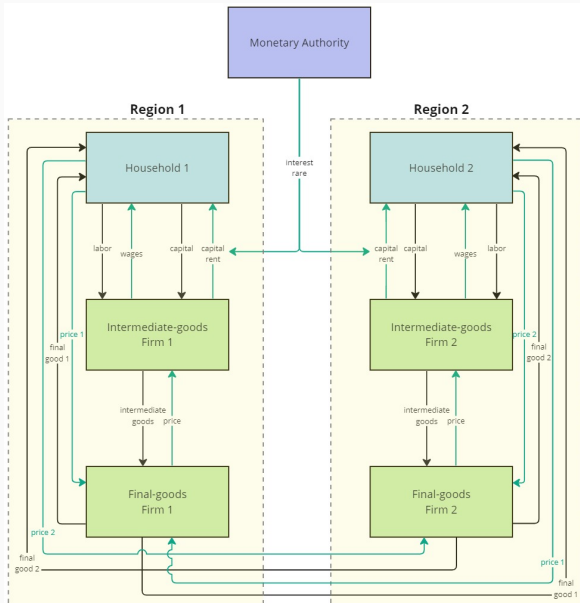 Monetary Authority
Region 1
Region 2
Household 1
Household 2
interest
rare
labor
wages
capital
capital
rent
capital
rent
capital
wages
labor
Intermediate-goods
Firm 1
Intermediate-goods
Firm 2
price 1
final
good 1
price 2
final
good 2
intermediate
goods
price
intermediate
goods
price
Final-goods
Firm 1
Final-goods
Firm 2
price 2
final
good 2
price 1
final
good 1